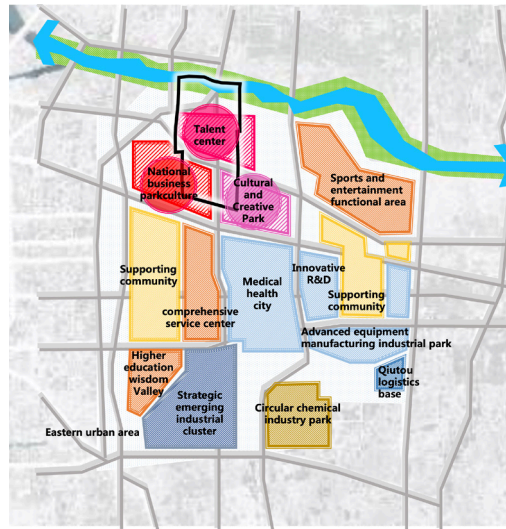 Talent
center
National
business
parkculture
Cultural
and
Creative
Park
Sports and
entertainment
functional area
Supporting
community
comprehensive
service center
Medical
health
city
Innovative
R&D
Supporting
community
Advanced equipment
manufacturing industrial park
Higher
education
wisdom
Valley
Strategic
emerging
industrial
cluster
Circular chemical
industry park
Qiutou
logistics
base
Eastern urban area